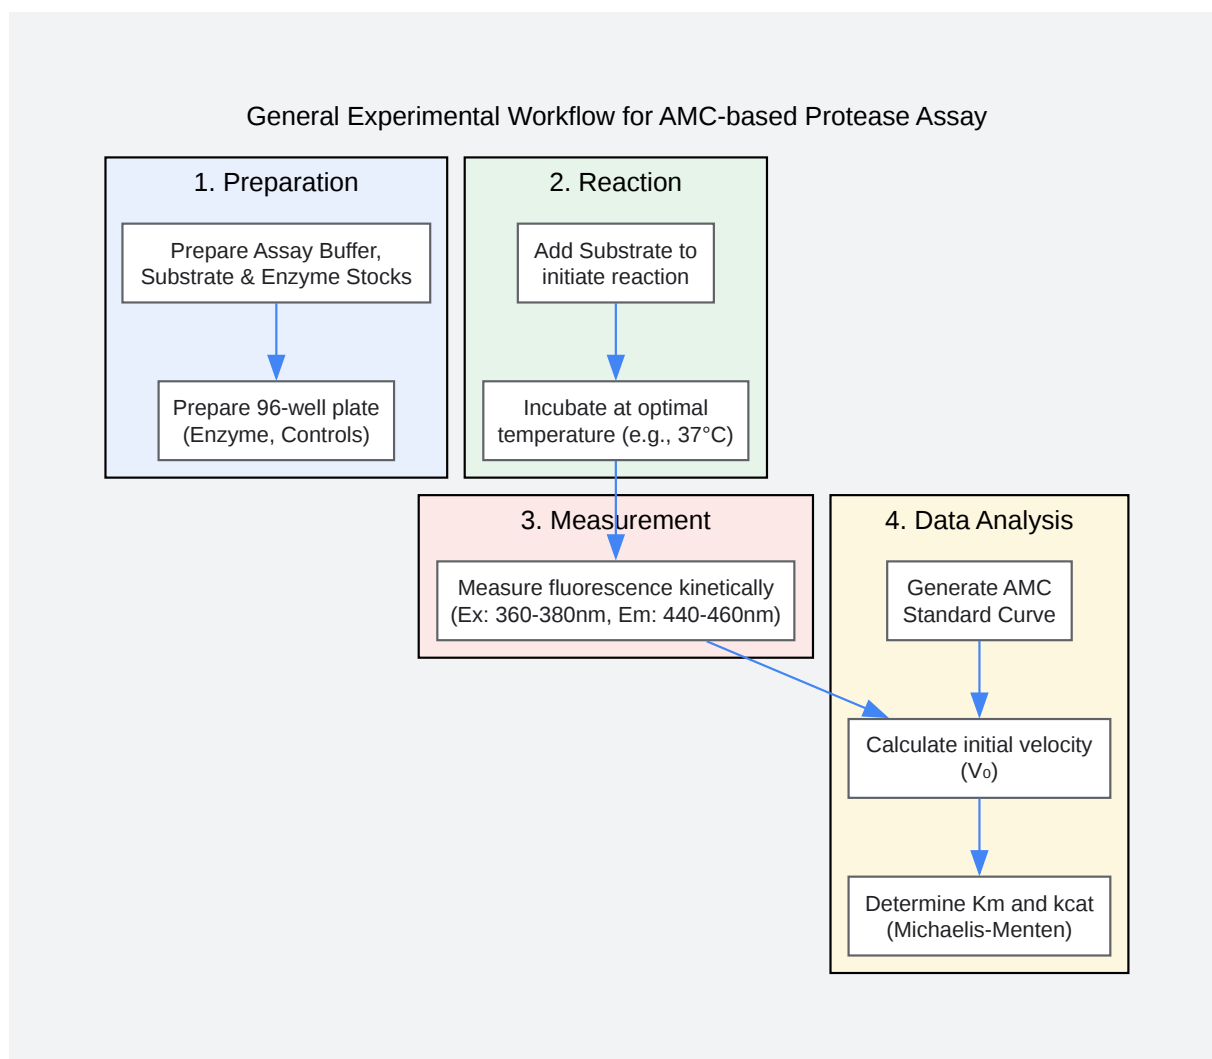 General Experimental Workflow for AMC-based Protease Assay
1. Preparation
Prepare Assay Buffer,
Substrate & Enzyme Stocks
Prepare 96-well plate
(Enzyme, Controls)
2. Reaction
Add Substrate to
initiate reaction
Incubate at optimal
temperature (e.g., 37°C)
3. Measurement
Measure fluorescence kinetically
(Ex: 360-380nm, Em: 440-460nm)
4. Data Analysis
Generate AMC
Standard Curve
Calculate initial velocity
(V₀)
Determine Km and kcat
(Michaelis-Menten)